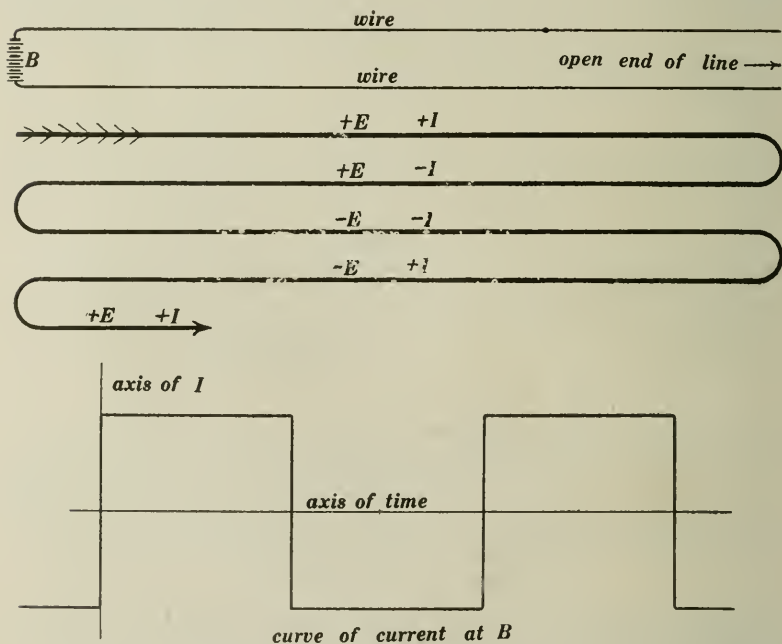 wire
B
open end of line
wire
+E +I
+E -I
-E -I
-E +I
+E +I
axis of I
axis of time
curve of current at B